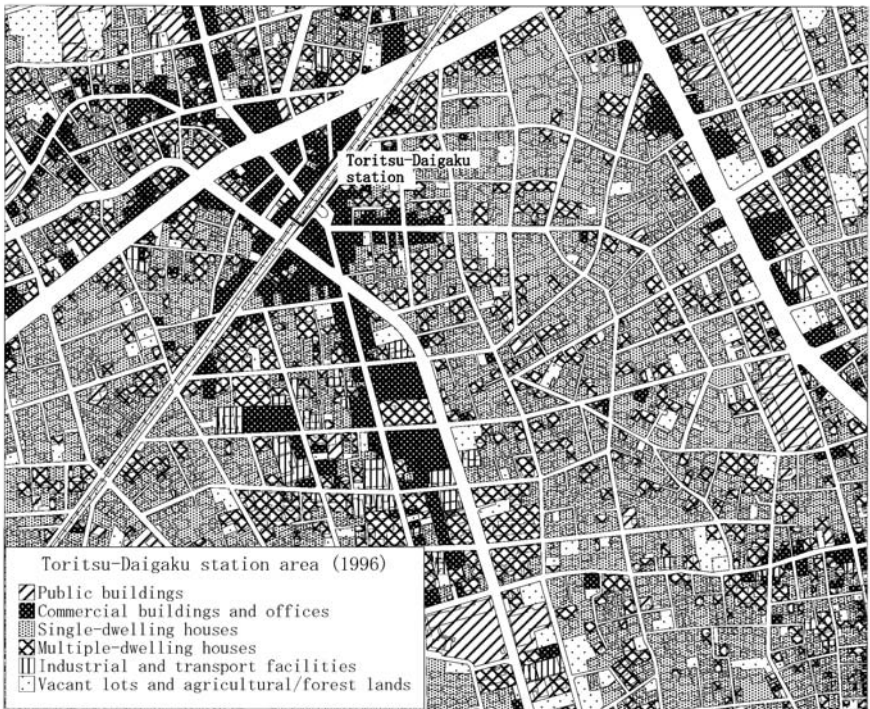 Toritsu-Daigaku
station
Toritsu-Daigaku station area (1996)
Public buildings
Commercial buildings and offices
Single-dwelling houses
Multiple-dwelling houses
Industrial and transport facilities
Vacant lots and agricultural/forest lands